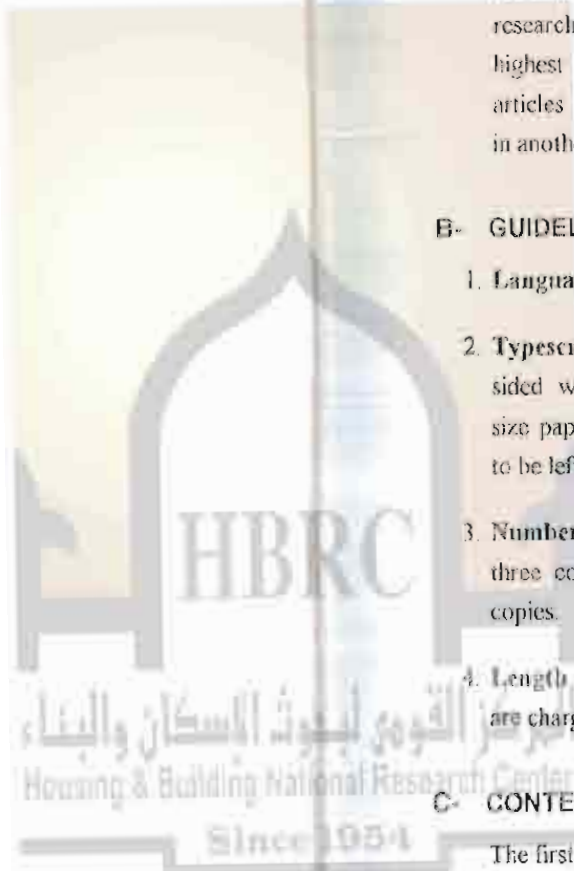 research
highest
articles
in anoth
B- GUIDEL
1. Langua
2. Typesc
sided w
size pap
to be lef
3. Number
three co
copies.
4. Length
are charg
C- CONTE
The first
HBRC
المركز القومى لبحوث الإسكان والبناء
Housing & Building National Research Center
Since 1954